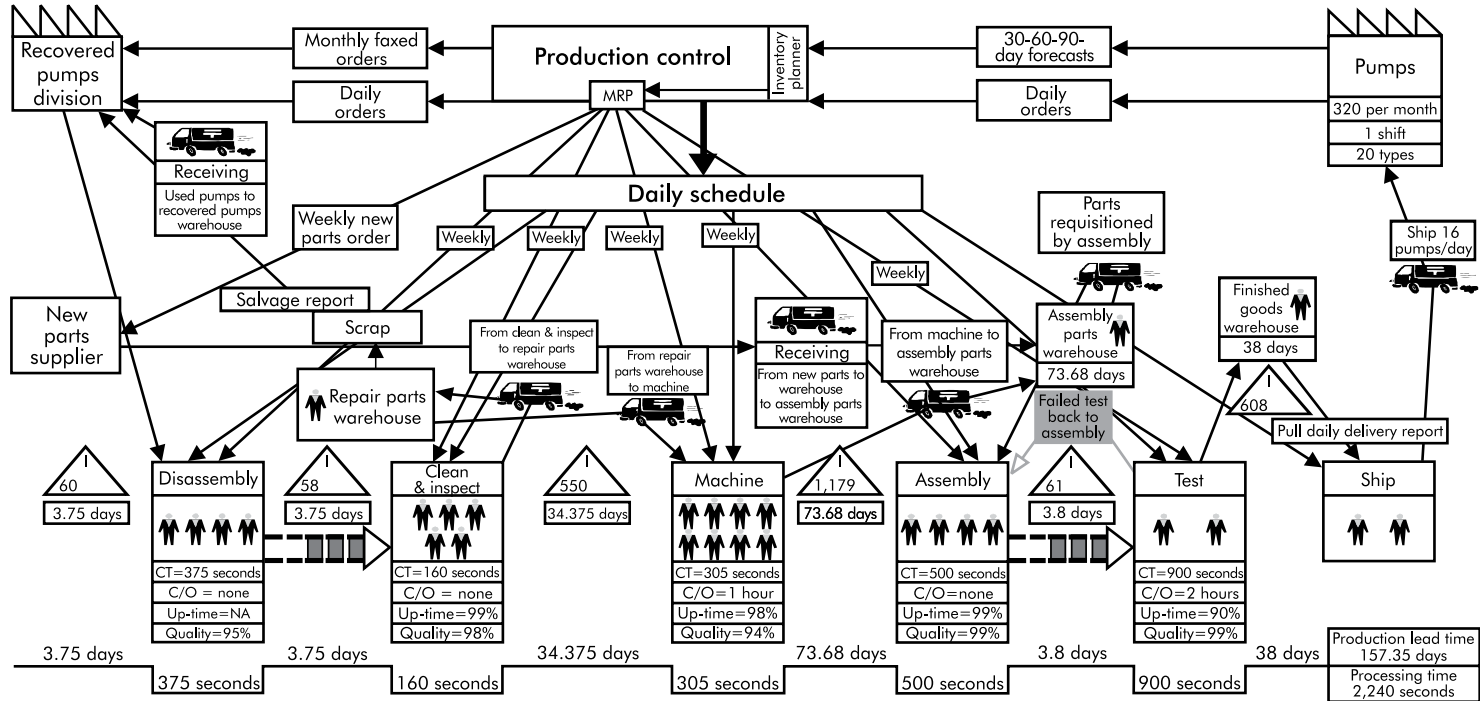 Recovered
pumps
division
Monthly faxed
orders
Daily
orders
Production control
Inventory
planner
MRP
30-60-90-
day forecasts
Daily
orders
Pumps
320 per month
1 shift
20 types
Receiving
Used pumps to
recovered pumps
warehouse
Daily schedule
Weekly new
parts order
Weekly
Weekly
Weekly
Weekly
Weekly
Parts
requisitioned
by assembly
Ship 16
pumps/day
New
parts
supplier
Salvage report
Scrap
Repair parts
warehouse
From clean & inspect
to repair parts
warehouse
From repair
parts warehouse
to machine
Receiving
From new parts to
warehouse
to assembly parts
warehouse
From machine to
assembly parts
warehouse
Assembly
parts
warehouse
73.68 days
Finished
goods
warehouse
38 days
I
608
Failed test
back to
assembly
Pull daily delivery report
I
60
3.75 days
Disassembly
CT=375 seconds
C/O = none
Up-time=NA
Quality=95%
I
58
3.75 days
Clean
& inspect
CT=160 seconds
C/O = none
Up-time=99%
Quality=98%
I
550
34.375 days
Machine
CT=305 seconds
C/O=1 hour
Up-time=98%
Quality=94%
I
1,179
73.68 days
Assembly
CT=500 seconds
C/O=none
Up-time=99%
Quality=99%
I
61
3.8 days
Test
CT=900 seconds
C/O=2 hours
Up-time=90%
Quality=99%
Ship
3.75 days
375 seconds
3.75 days
160 seconds
34.375 days
305 seconds
73.68 days
500 seconds
3.8 days
900 seconds
38 days
Production lead time
157.35 days
Processing time
2,240 seconds